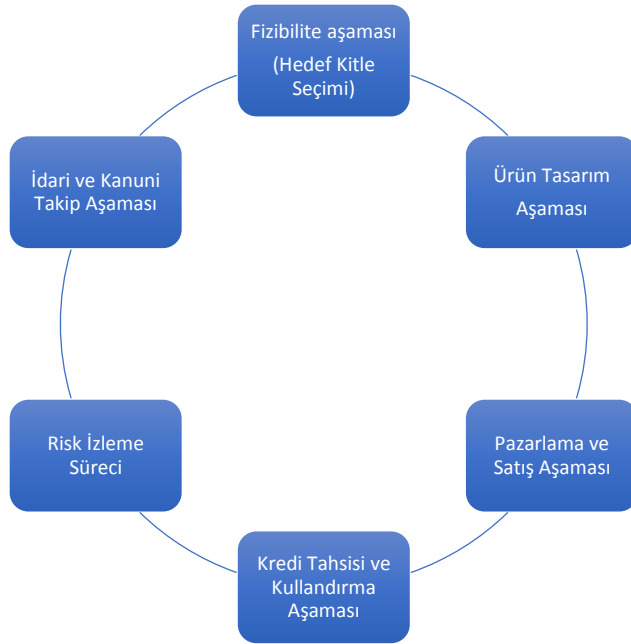 Fizibilite aşaması
(Hedef Kitle
Seçimi)
Ürün Tasarım
Aşaması
Pazarlama ve
Satış Aşaması
Kredi Tahsisi ve
Kullandırma
Aşaması
Risk İzleme
Süreci
İdari ve Kanuni
Takip Aşaması